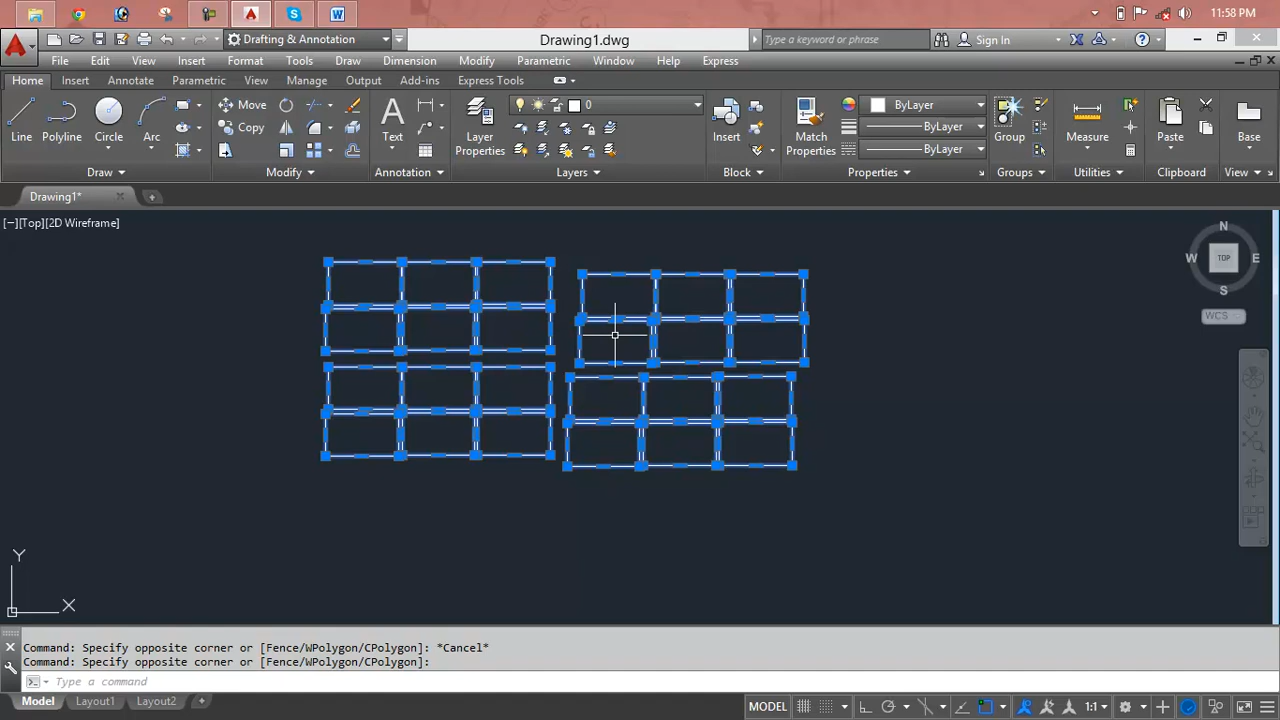 11:58 PM
Drafting & Annotation
Drawing1.dwg
Type a keyword or phrase
Sign In
File Edit View Insert Format Tools Draw Dimension Modify Parametric Window Help Express
Home Insert Annotate Parametric View Manage Output Add-ins Express Tools
Line Polyline Circle Arc
Move
Copy
Text
Layer Properties
0
Insert
Match Properties
ByLayer
ByLayer
ByLayer
Group
Measure
Paste
Base
Draw Modify Annotation Layers Block Properties Groups Utilities Clipboard View
Drawing1*
[−][Top][2D Wireframe]
N
W TOP E
S
WCS
Y
X
Command: Specify opposite corner or [Fence/WPolygon/CPolygon]: *Cancel*
Command: Specify opposite corner or [Fence/WPolygon/CPolygon]:
Type a command
Model Layout1 Layout2
MODEL
1:1